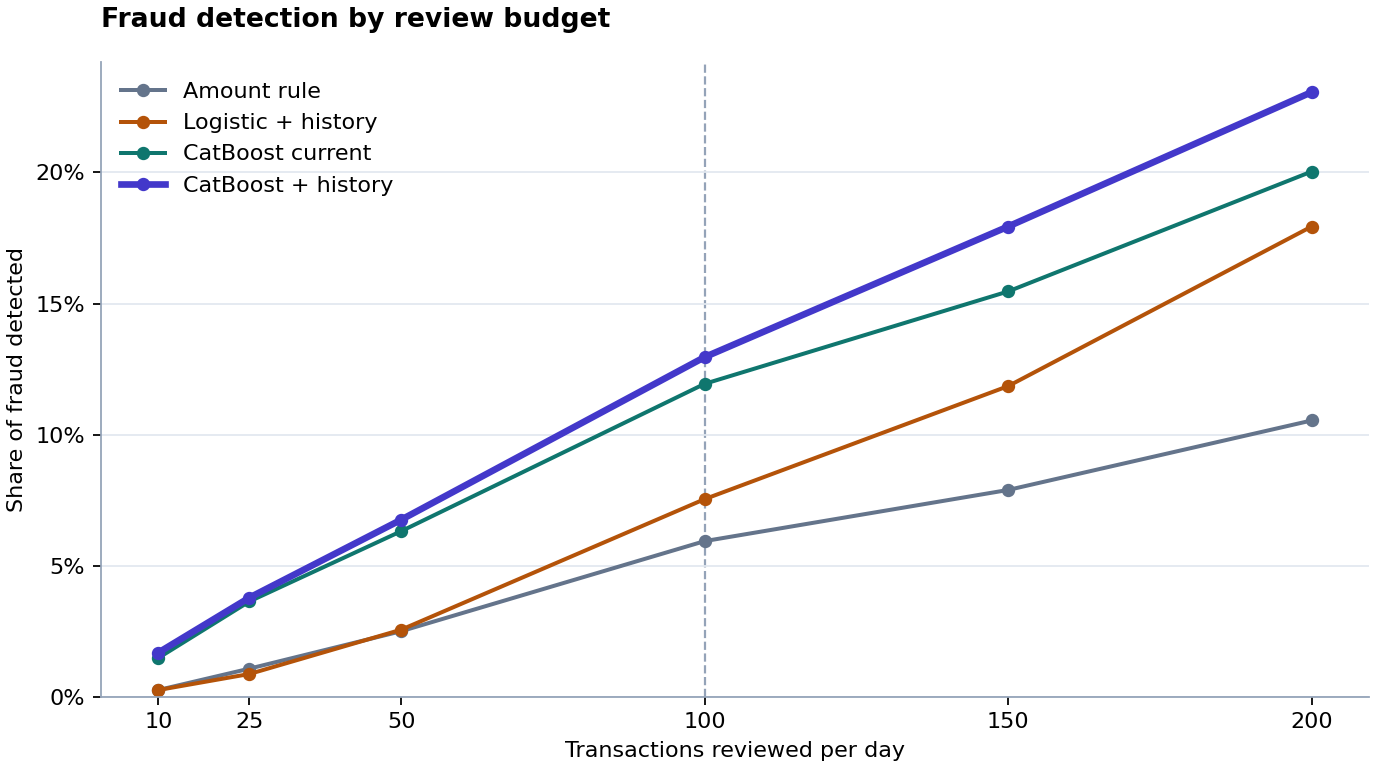 Fraud detection by review budget
Amount rule
Logistic + history
CatBoost current
CatBoost + history
Share of fraud detected
20%
15%
10%
5%
0%
10 25 50 100 150 200
Transactions reviewed per day